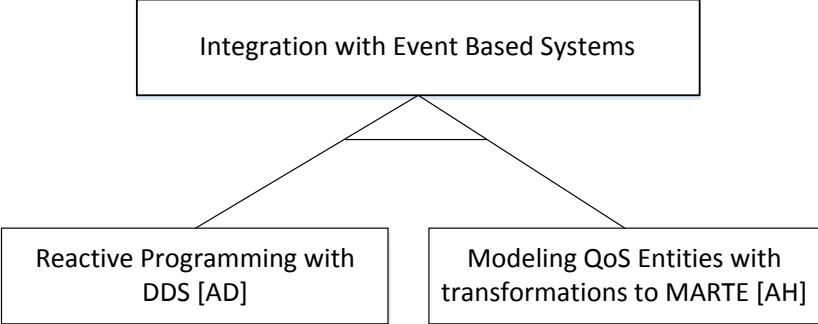 Integration with Event Based Systems
Reactive Programming with
DDS [AD]
Modeling QoS Entities with
transformations to MARTE [AH]